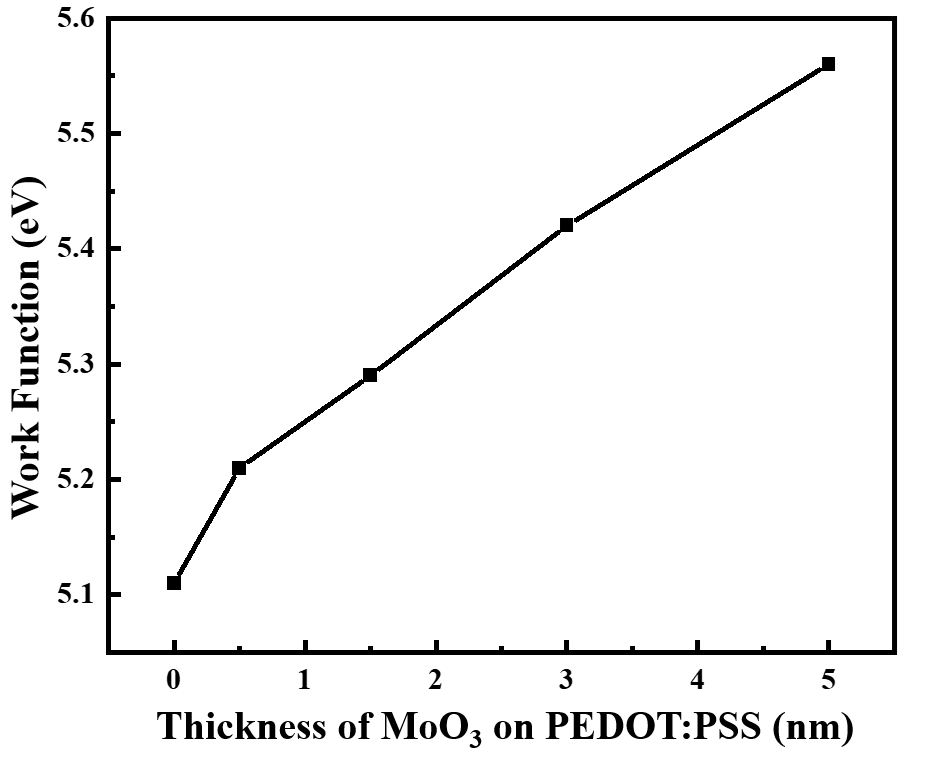 5.6
5.5
5.4
5.3
5.2
5.1
Work Function (eV)
0 1 2 3 4 5
Thickness of MoO₃ on PEDOT:PSS (nm)